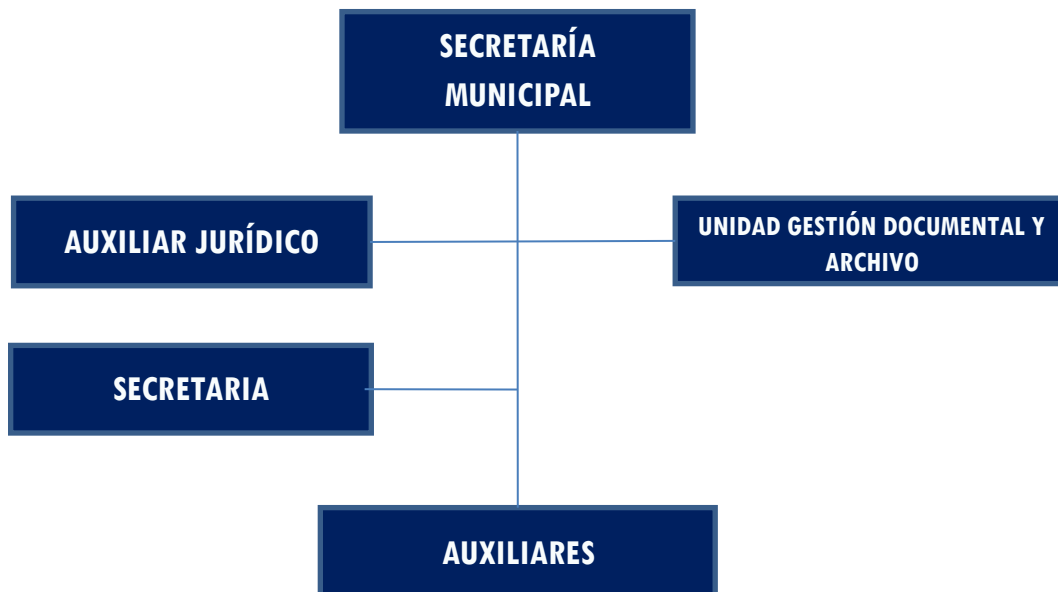 SECRETARÍA
MUNICIPAL
AUXILIAR JURÍDICO
UNIDAD GESTIÓN DOCUMENTAL Y
ARCHIVO
SECRETARIA
AUXILIARES